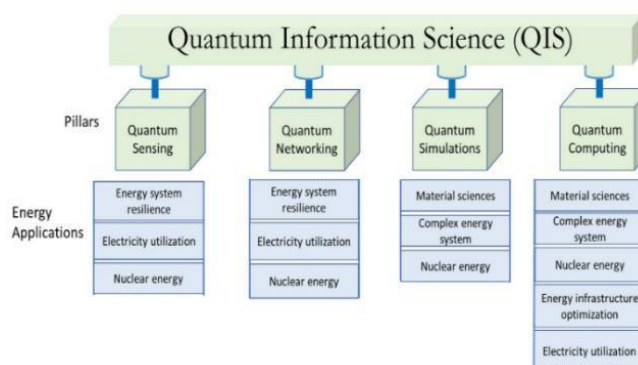 Quantum Information Science (QIS)
Pillars
Quantum
Sensing
Quantum
Networking
Quantum
Simulations
Quantum
Computing
Energy
Applications
Energy system
resilience
Electricity utilization
Nuclear energy
Energy system
resilience
Electricity utilization
Nuclear energy
Material sciences
Complex energy
system
Nuclear energy
Material sciences
Complex energy
system
Nuclear energy
Energy infrastructure
optimization
Electricity utilization